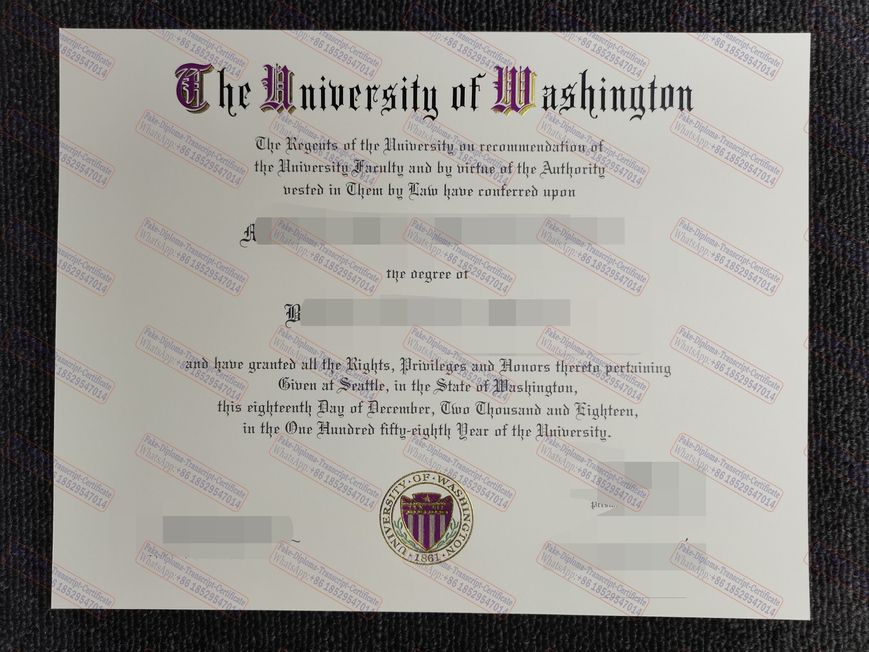 The University of Washington
The Regents of the University on recommendation of
the University Faculty and by virtue of the Authority
vested in Them by Law have conferred upon
A
the degree of
B
and have granted all the Rights, Privileges and Honors thereto pertaining
Given at Seattle, in the State of Washington,
this eighteenth Day of December, Two Thousand and Eighteen,
in the One Hundred fifty-eighth Year of the University.
UNIVERSITY · OF · WASHINGTON
· 1861 ·
Fake-Diploma-Transcript-Certificate
WhatsApp:+86 18529547014